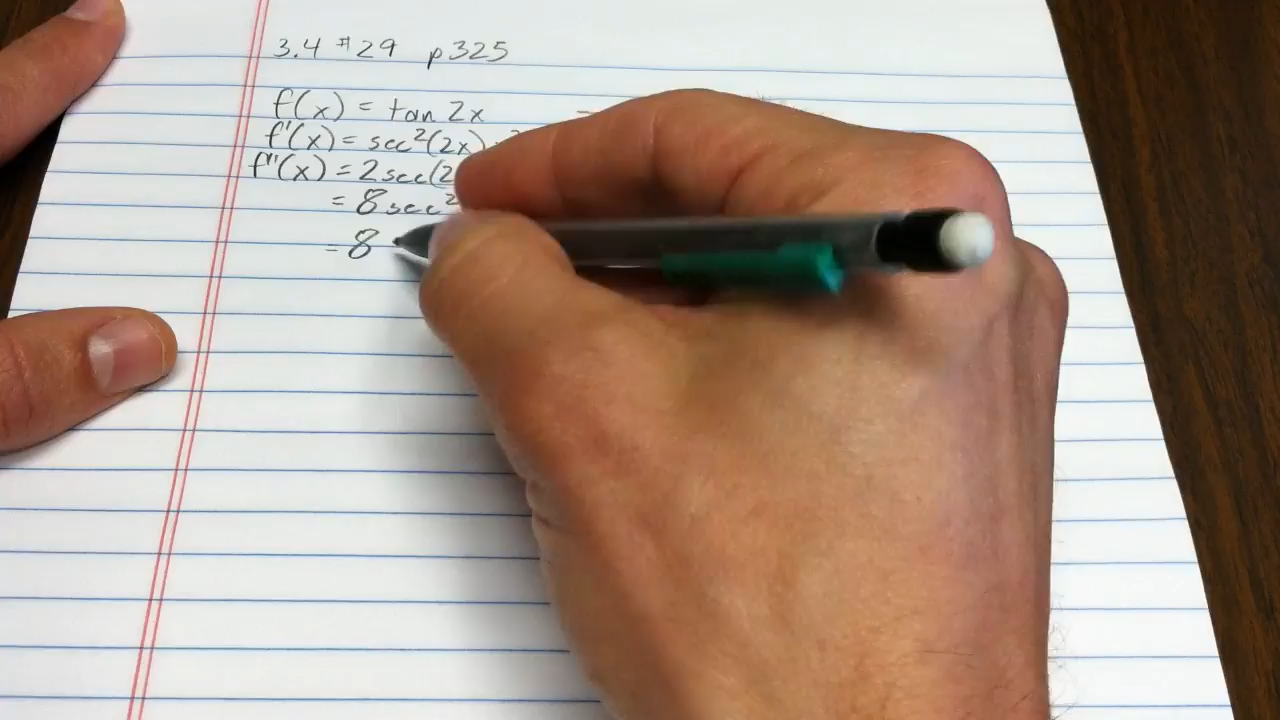 3.4 #29 p325
f(x) = tan 2x
f'(x) = sec²(2x)
f''(x) = 2sec(2
= 8sec²
= 8